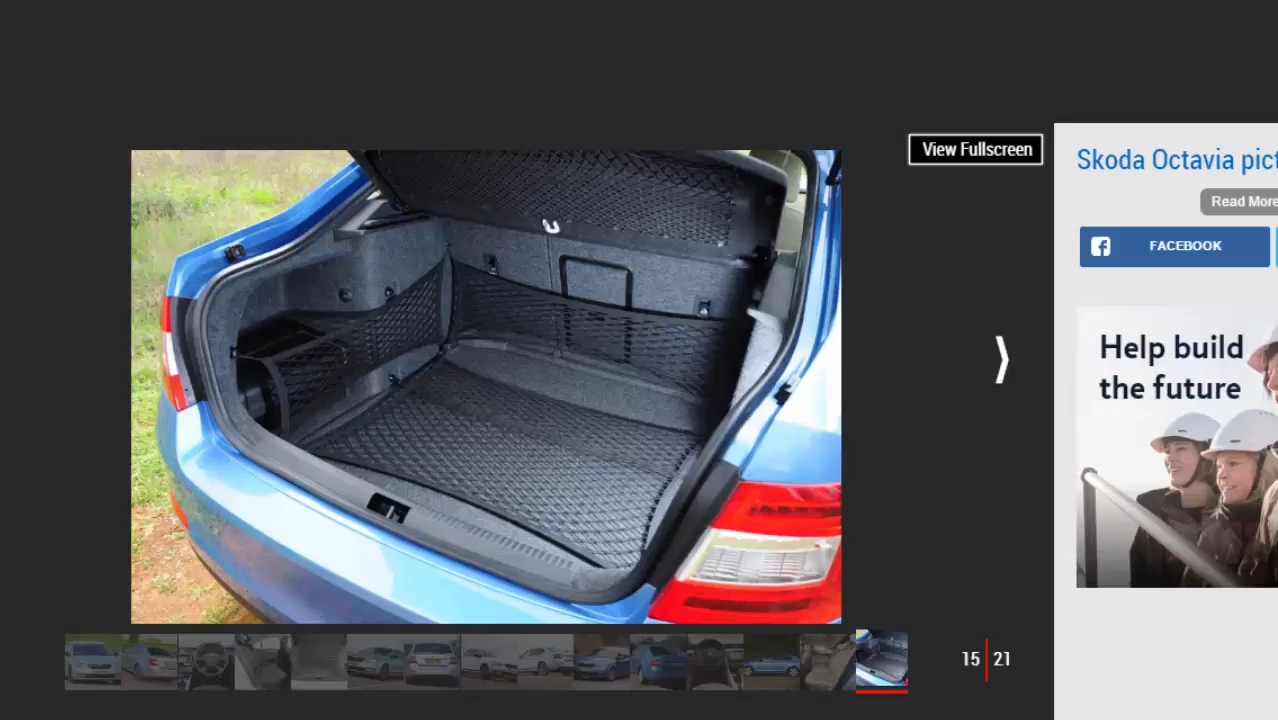 View Fullscreen
Skoda Octavia pict
Read More
FACEBOOK
Help build
the future
15 21